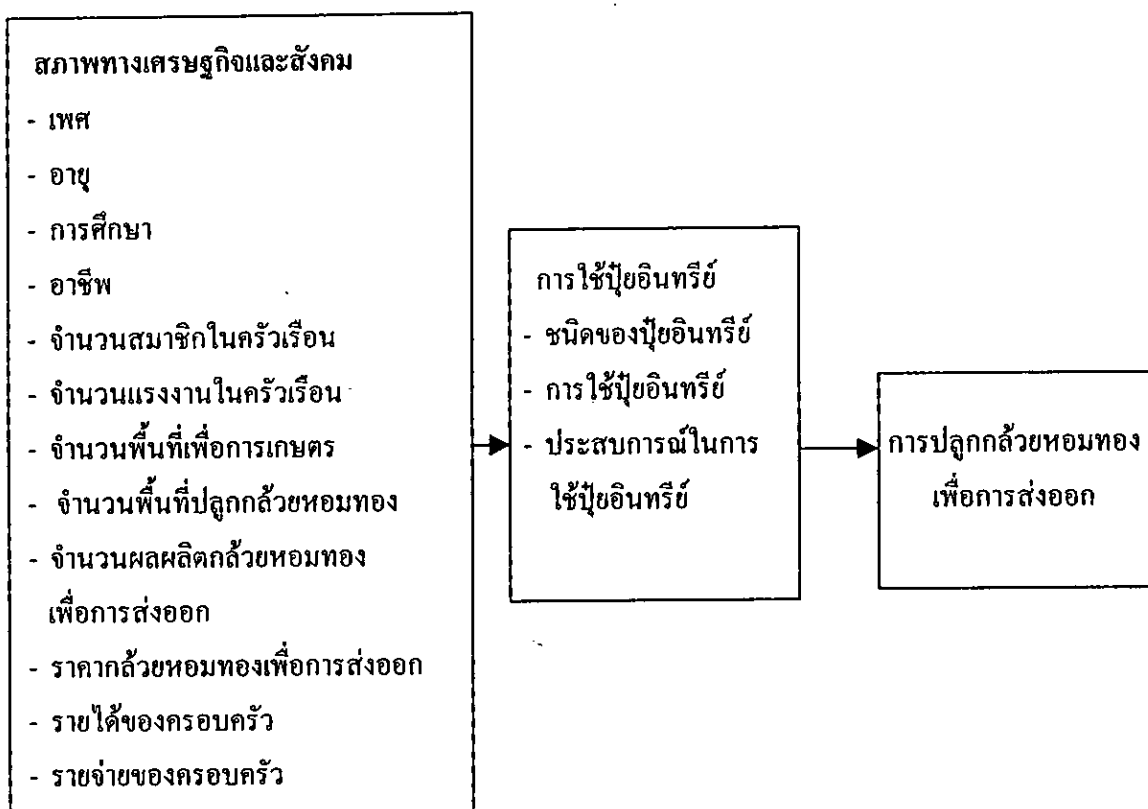 สภาพทางเศรษฐกิจและสังคม
- เพศ
- อายุ
- การศึกษา
- อาชีพ
- จำนวนสมาชิกในครัวเรือน
- จำนวนแรงงานในครัวเรือน
- จำนวนพื้นที่เพื่อการเกษตร
- จำนวนพื้นที่ปลูกกล้วยหอมทอง
- จำนวนผลผลิตกล้วยหอมทอง
เพื่อการส่งออก
- ราคากล้วยหอมทองเพื่อการส่งออก
- รายได้ของครอบครัว
- รายจ่ายของครอบครัว
การใช้ปุ๋ยอินทรีย์
- ชนิดของปุ๋ยอินทรีย์
- การใช้ปุ๋ยอินทรีย์
- ประสบการณ์ในการ
ใช้ปุ๋ยอินทรีย์
การปลูกกล้วยหอมทอง
เพื่อการส่งออก